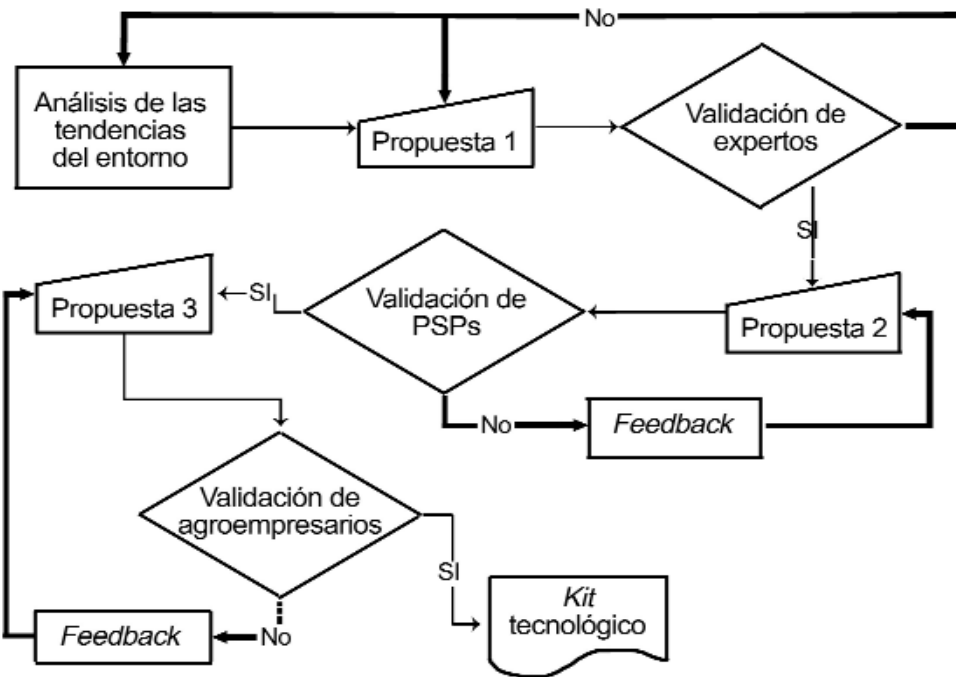 No
Análisis de las
tendencias
del entorno
Propuesta 1
Validación de
expertos
SI
Propuesta 3
SI
Validación de
PSPs
Propuesta 2
No
Feedback
Validación de
agroempresarios
SI
Kit
tecnológico
Feedback
No